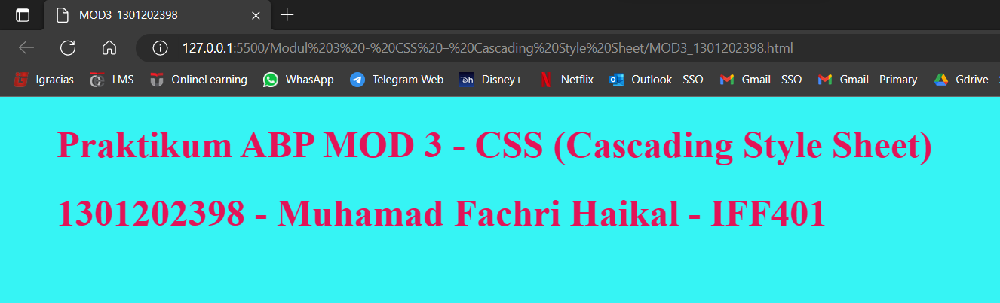 MOD3_1301202398
127.0.0.1:5500/Modul%203%20-%20CSS%20–%20Cascading%20Style%20Sheet/MOD3_1301202398.html
Igracias LMS OnlineLearning WhasApp Telegram Web Disney+ Netflix Outlook - SSO Gmail - SSO Gmail - Primary Gdrive -
Praktikum ABP MOD 3 - CSS (Cascading Style Sheet)
1301202398 - Muhamad Fachri Haikal - IFF401